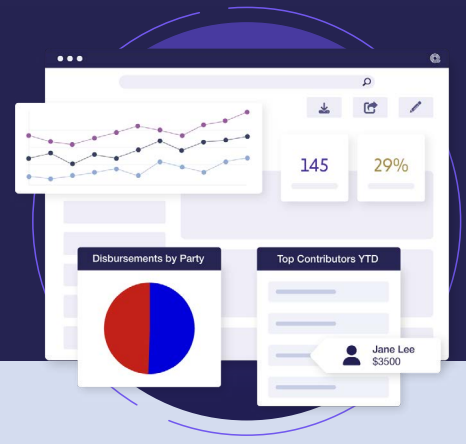 145
29%
Disbursements by Party
Top Contributors YTD
Jane Lee
$3500